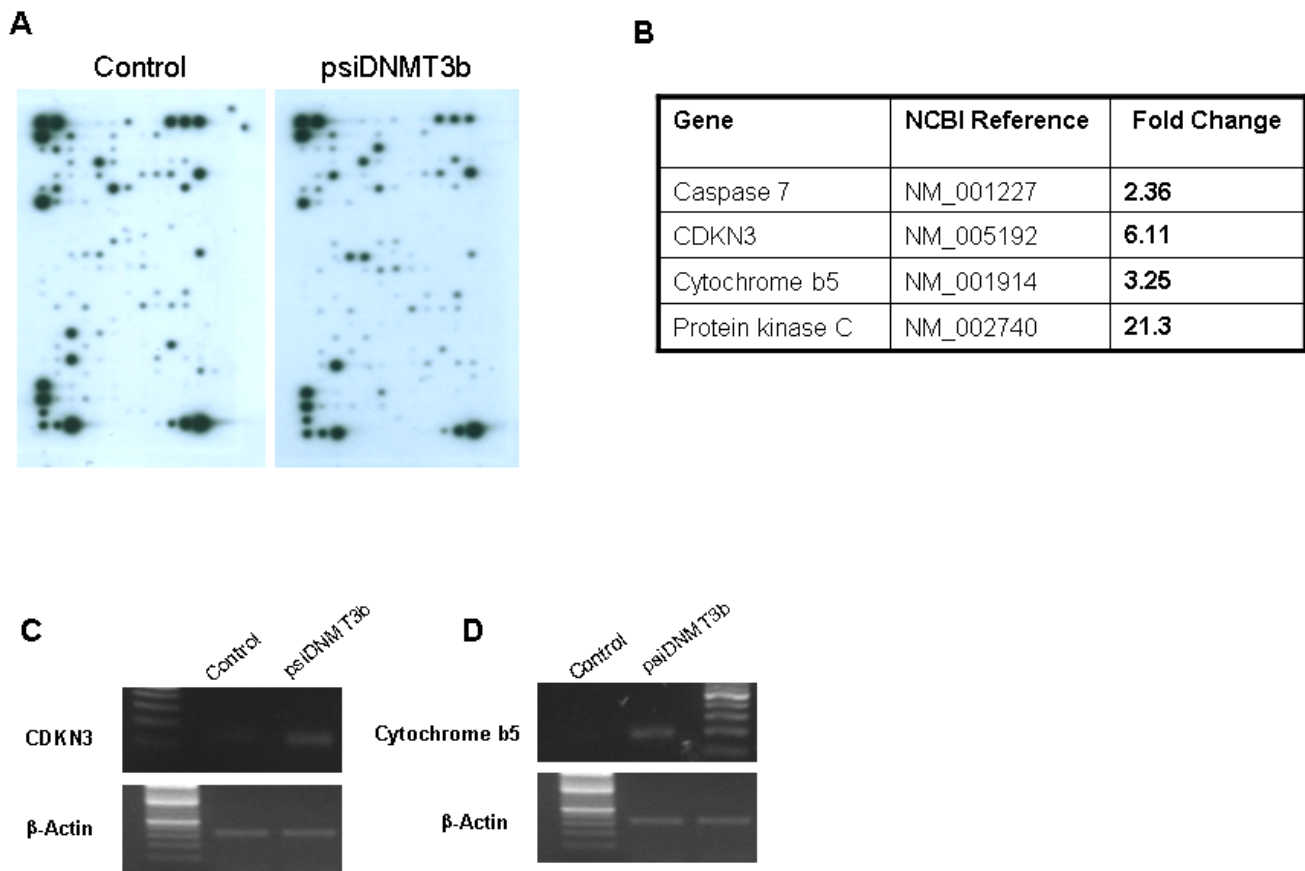 A
Control psiDNMT3b
B
Gene NCBI Reference Fold Change
Caspase 7 NM_001227 2.36
CDKN3 NM_005192 6.11
Cytochrome b5 NM_001914 3.25
Protein kinase C NM_002740 21.3
C
Control psiDNMT3b
CDKN3
β-Actin
D
Control psiDNMT3b
Cytochrome b5
β-Actin